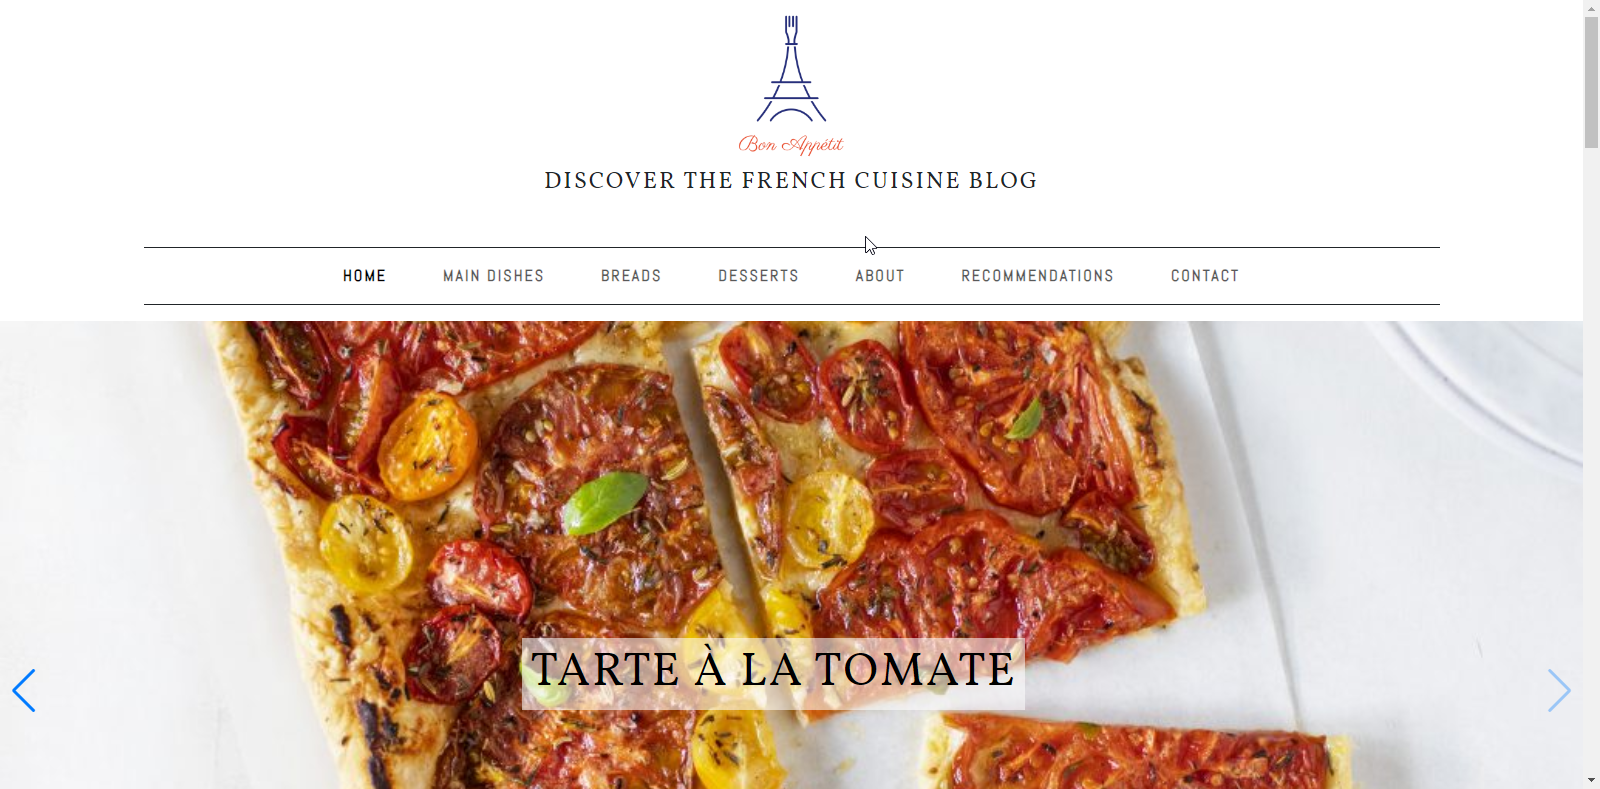 Bon Appétit
DISCOVER THE FRENCH CUISINE BLOG
HOME MAIN DISHES BREADS DESSERTS ABOUT RECOMMENDATIONS CONTACT
TARTE À LA TOMATE